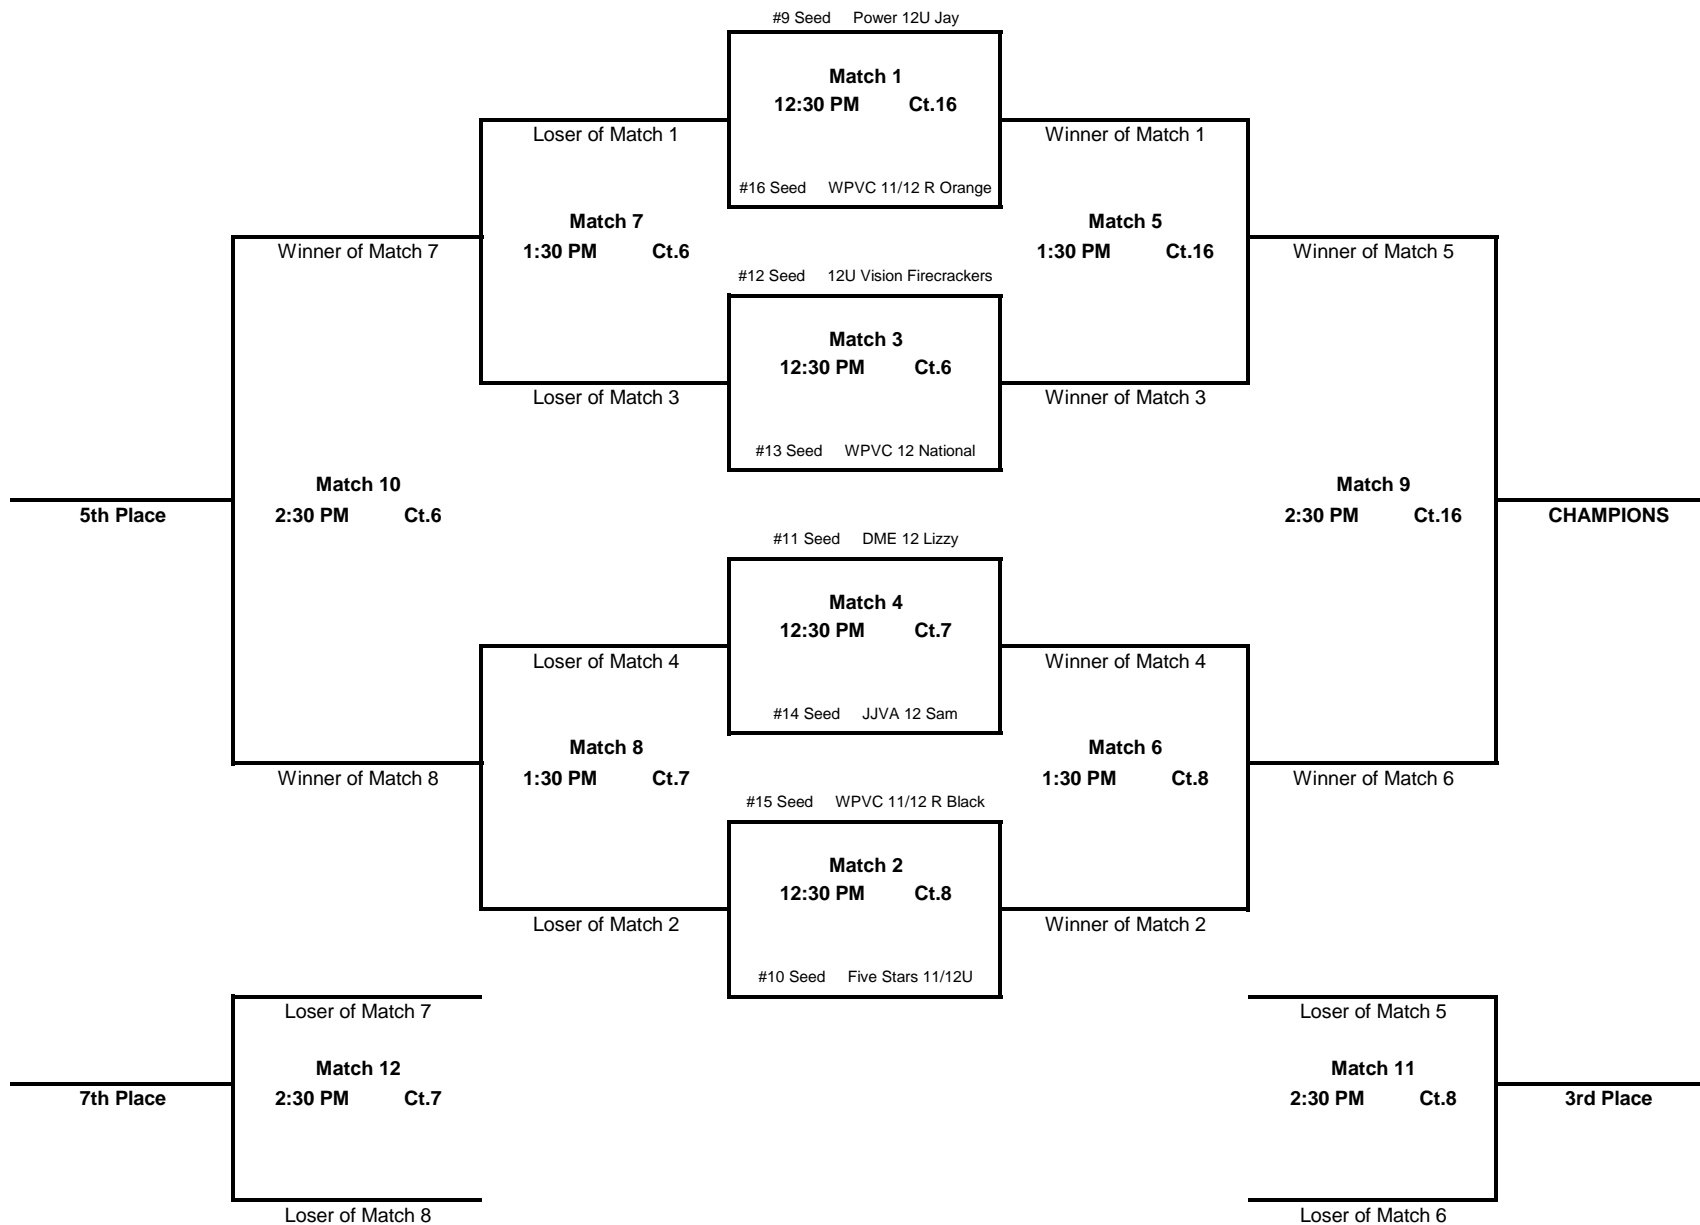 #9 Seed Power 12U Jay
Match 1
12:30 PM Ct.16
Loser of Match 1 Winner of Match 1
#16 Seed WPVC 11/12 R Orange
Match 7 Match 5
Winner of Match 7 1:30 PM Ct.6 1:30 PM Ct.16 Winner of Match 5
#12 Seed 12U Vision Firecrackers
Match 3
12:30 PM Ct.6
Loser of Match 3 Winner of Match 3
#13 Seed WPVC 12 National
Match 10 Match 9
5th Place 2:30 PM Ct.6 2:30 PM Ct.16 CHAMPIONS
#11 Seed DME 12 Lizzy
Match 4
12:30 PM Ct.7
Loser of Match 4 Winner of Match 4
#14 Seed JJVA 12 Sam
Match 8 Match 6
Winner of Match 8 1:30 PM Ct.7 1:30 PM Ct.8 Winner of Match 6
#15 Seed WPVC 11/12 R Black
Match 2
12:30 PM Ct.8
Loser of Match 2 Winner of Match 2
#10 Seed Five Stars 11/12U
Loser of Match 7 Loser of Match 5
Match 12 Match 11
7th Place 2:30 PM Ct.7 2:30 PM Ct.8 3rd Place
Loser of Match 8 Loser of Match 6